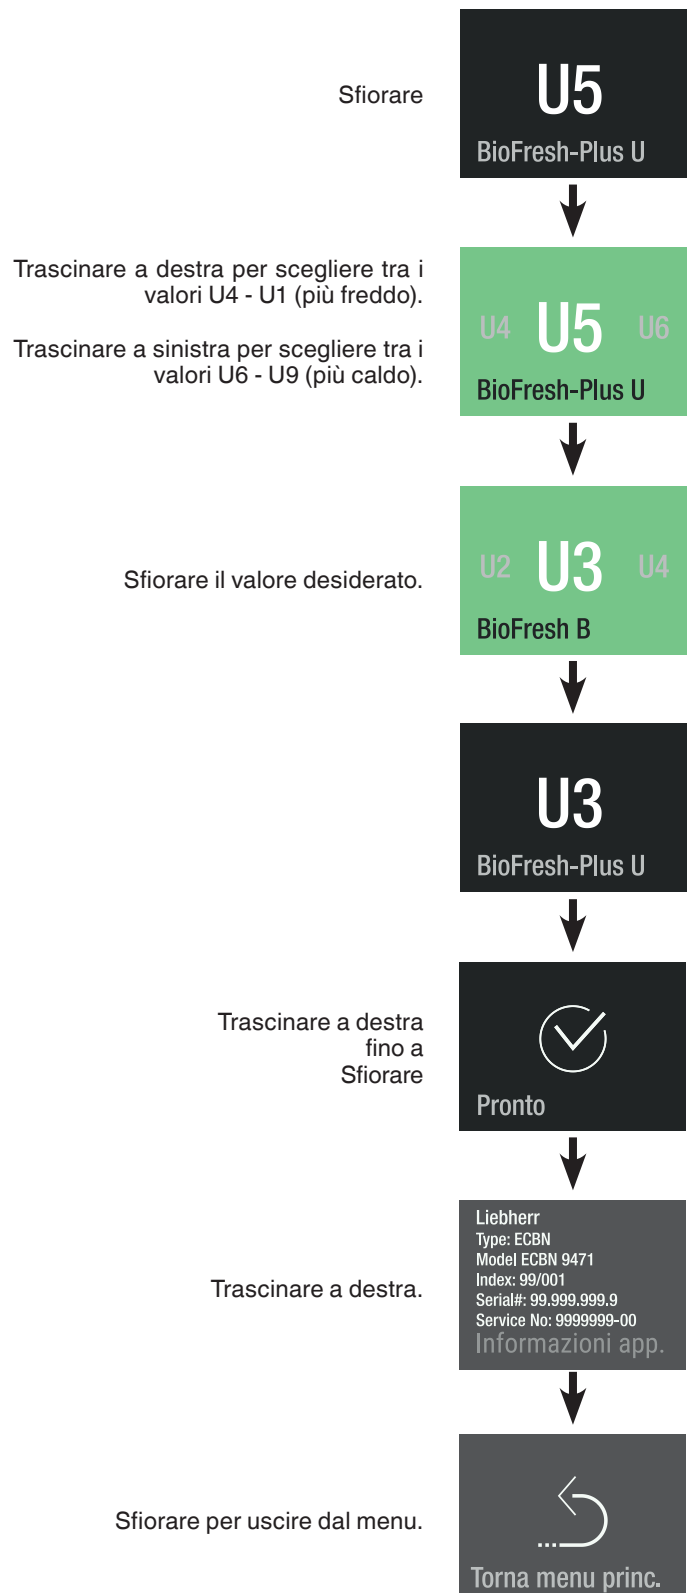 Sfiorare
U5
BioFresh-Plus U
Trascinare a destra per scegliere tra i
valori U4 - U1 (più freddo).
Trascinare a sinistra per scegliere tra i
valori U6 - U9 (più caldo).
U4 U5 U6
BioFresh-Plus U
Sfiorare il valore desiderato.
U2 U3 U4
BioFresh B
U3
BioFresh-Plus U
Trascinare a destra
fino a
Sfiorare
Pronto
Trascinare a destra.
Liebherr
Type: ECBN
Model ECBN 9471
Index: 99/001
Serial#: 99.999.999.9
Service No: 9999999-00
Informazioni app.
Sfiorare per uscire dal menu.
Torna menu princ.